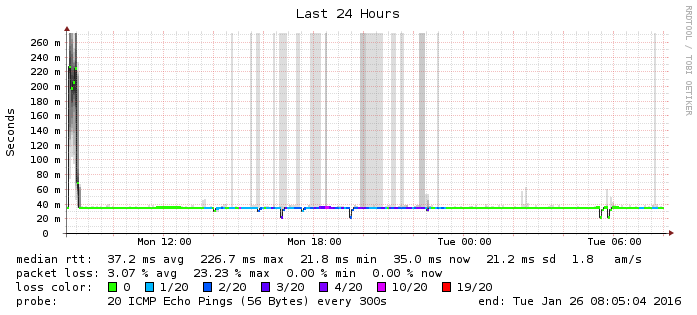 Last 24 Hours
RRDTOOL / TOBI OETIKER
Seconds
260 m
240 m
220 m
200 m
180 m
160 m
140 m
120 m
100 m
80 m
60 m
40 m
20 m
0
Mon 12:00 Mon 18:00 Tue 00:00 Tue 06:00
median rtt: 37.2 ms avg 226.7 ms max 21.8 ms min 35.0 ms now 21.2 ms sd 1.8 am/s
packet loss: 3.07 % avg 23.23 % max 0.00 % min 0.00 % now
loss color: 0 1/20 2/20 3/20 4/20 10/20 19/20
probe: 20 ICMP Echo Pings (56 Bytes) every 300s end: Tue Jan 26 08:05:04 2016